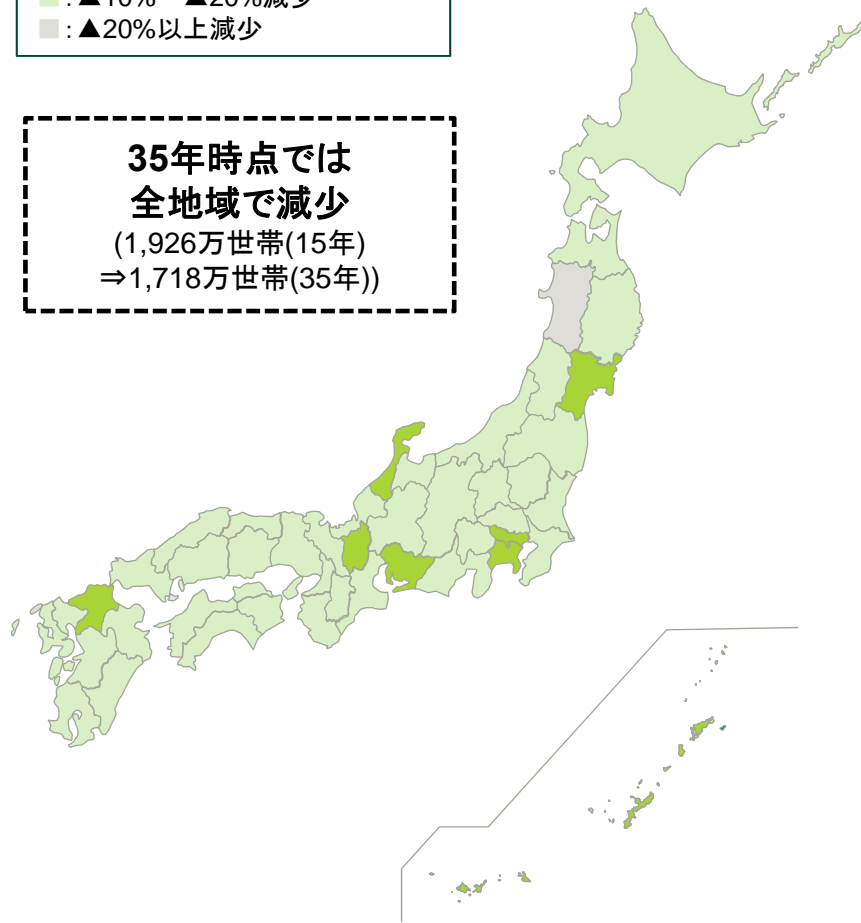 ■:▲20%以上減少
35年時点では
全地域で減少
(1,926万世帯(15年)
⇒1,718万世帯(35年))